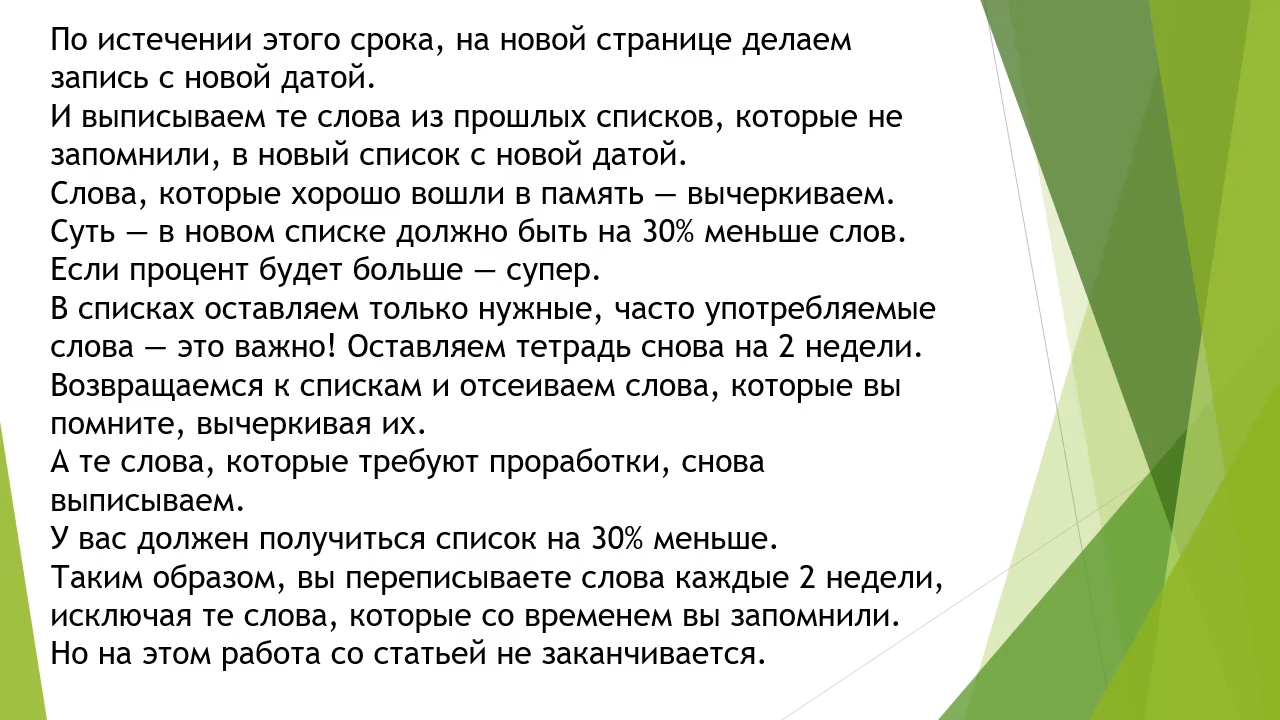 По истечении этого срока, на новой странице делаем
запись с новой датой.
И выписываем те слова из прошлых списков, которые не
запомнили, в новый список с новой датой.
Слова, которые хорошо вошли в память — вычеркиваем.
Суть — в новом списке должно быть на 30% меньше слов.
Если процент будет больше — супер.
В списках оставляем только нужные, часто употребляемые
слова — это важно! Оставляем тетрадь снова на 2 недели.
Возвращаемся к спискам и отсеиваем слова, которые вы
помните, вычеркивая их.
А те слова, которые требуют проработки, снова
выписываем.
У вас должен получиться список на 30% меньше.
Таким образом, вы переписываете слова каждые 2 недели,
исключая те слова, которые со временем вы запомнили.
Но на этом работа со статьей не заканчивается.